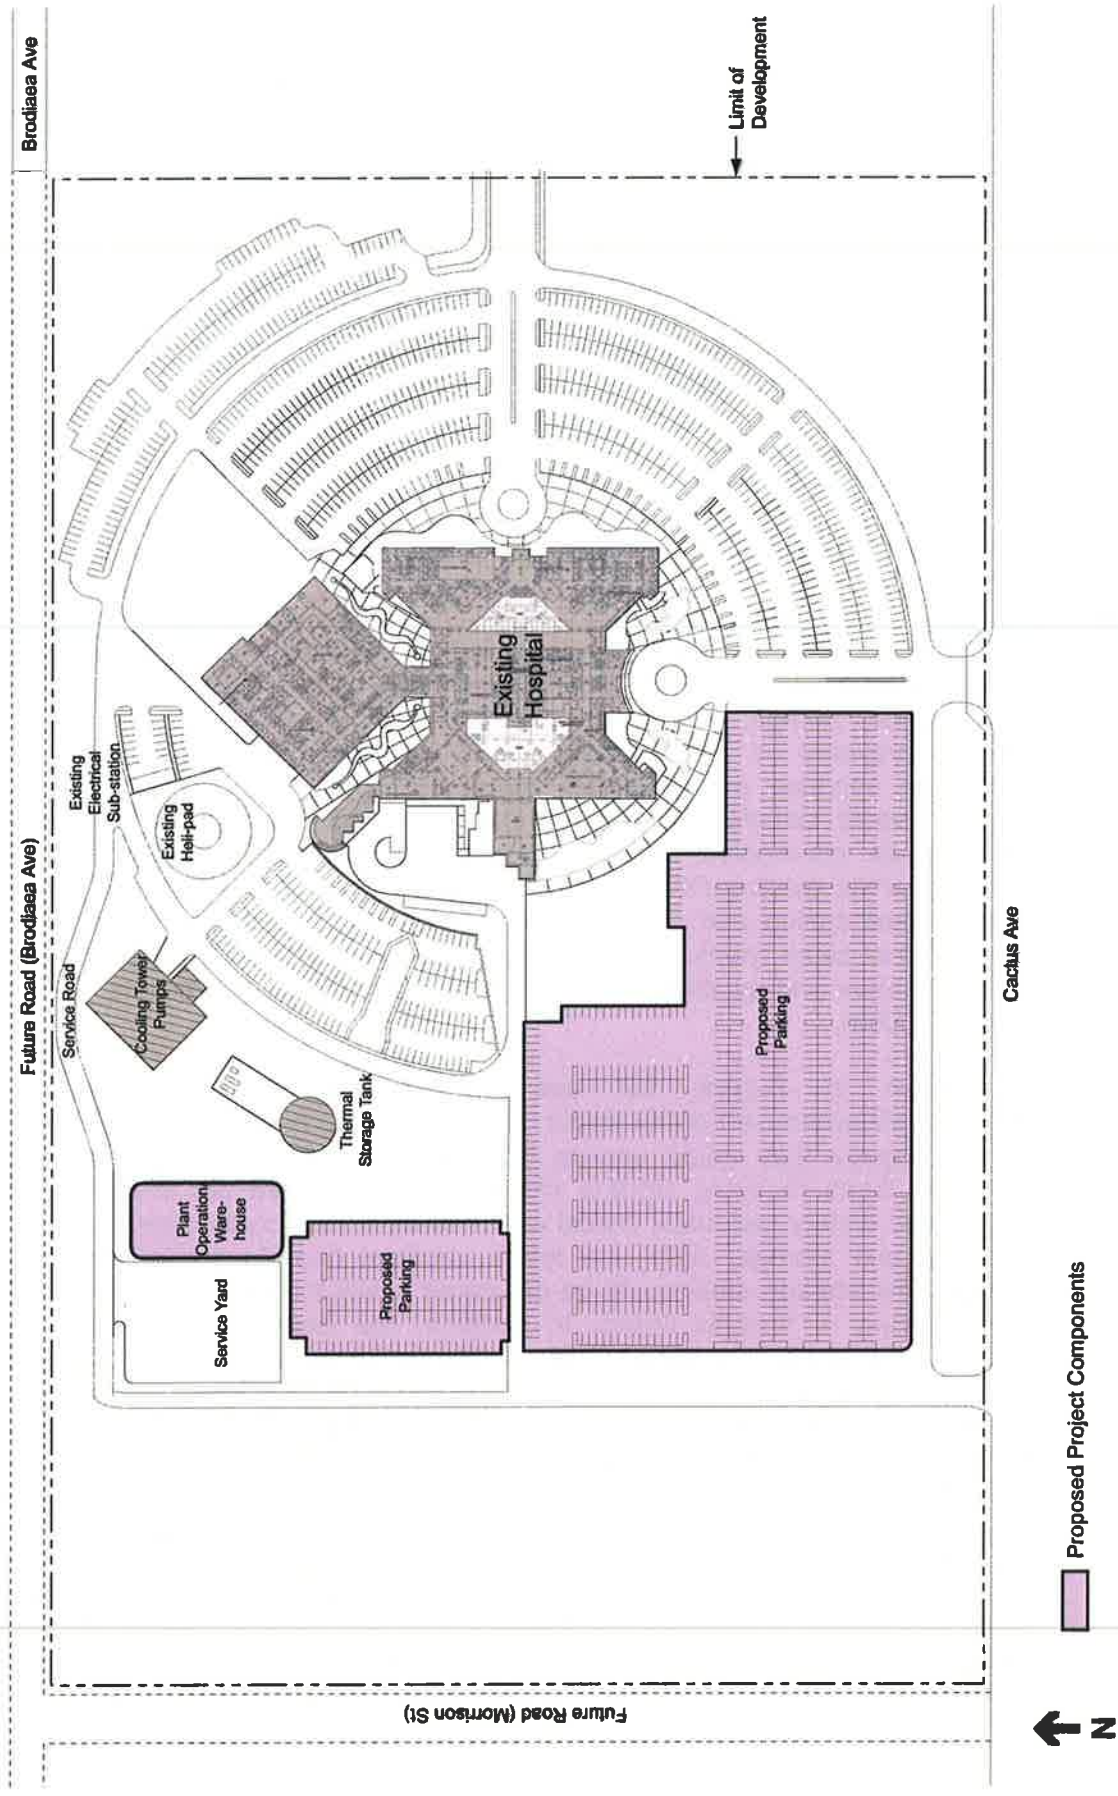 Brodiaea Ave
Future Road (Brodiaea Ave)
Limit of
Development
Existing
Electrical
Sub-station
Existing
Heli-pad
Service Road
Cooling Tower
Pumps
Existing
Hospital
Thermal
Storage Tank
Plant
Operation/
Ware-
house
Service Yard
Proposed
Parking
Proposed
Parking
Cactus Ave
Future Road (Morrison St)
Proposed Project Components
N